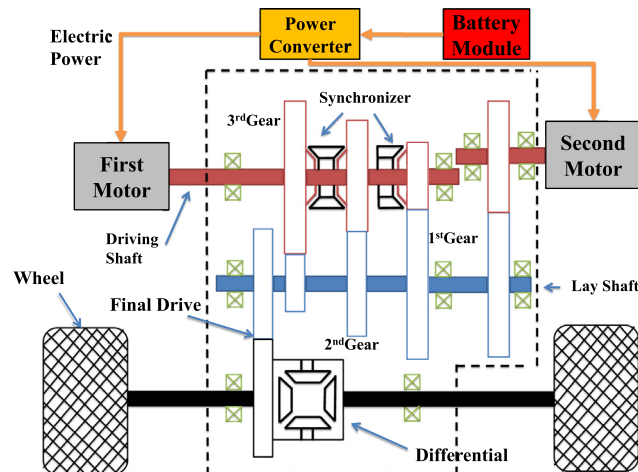 Electric
Power
Power
Converter
Battery
Module
Synchronizer
3rdGear
First
Motor
Second
Motor
Driving
Shaft
1stGear
Wheel
Final Drive
Lay Shaft
2ndGear
Differential